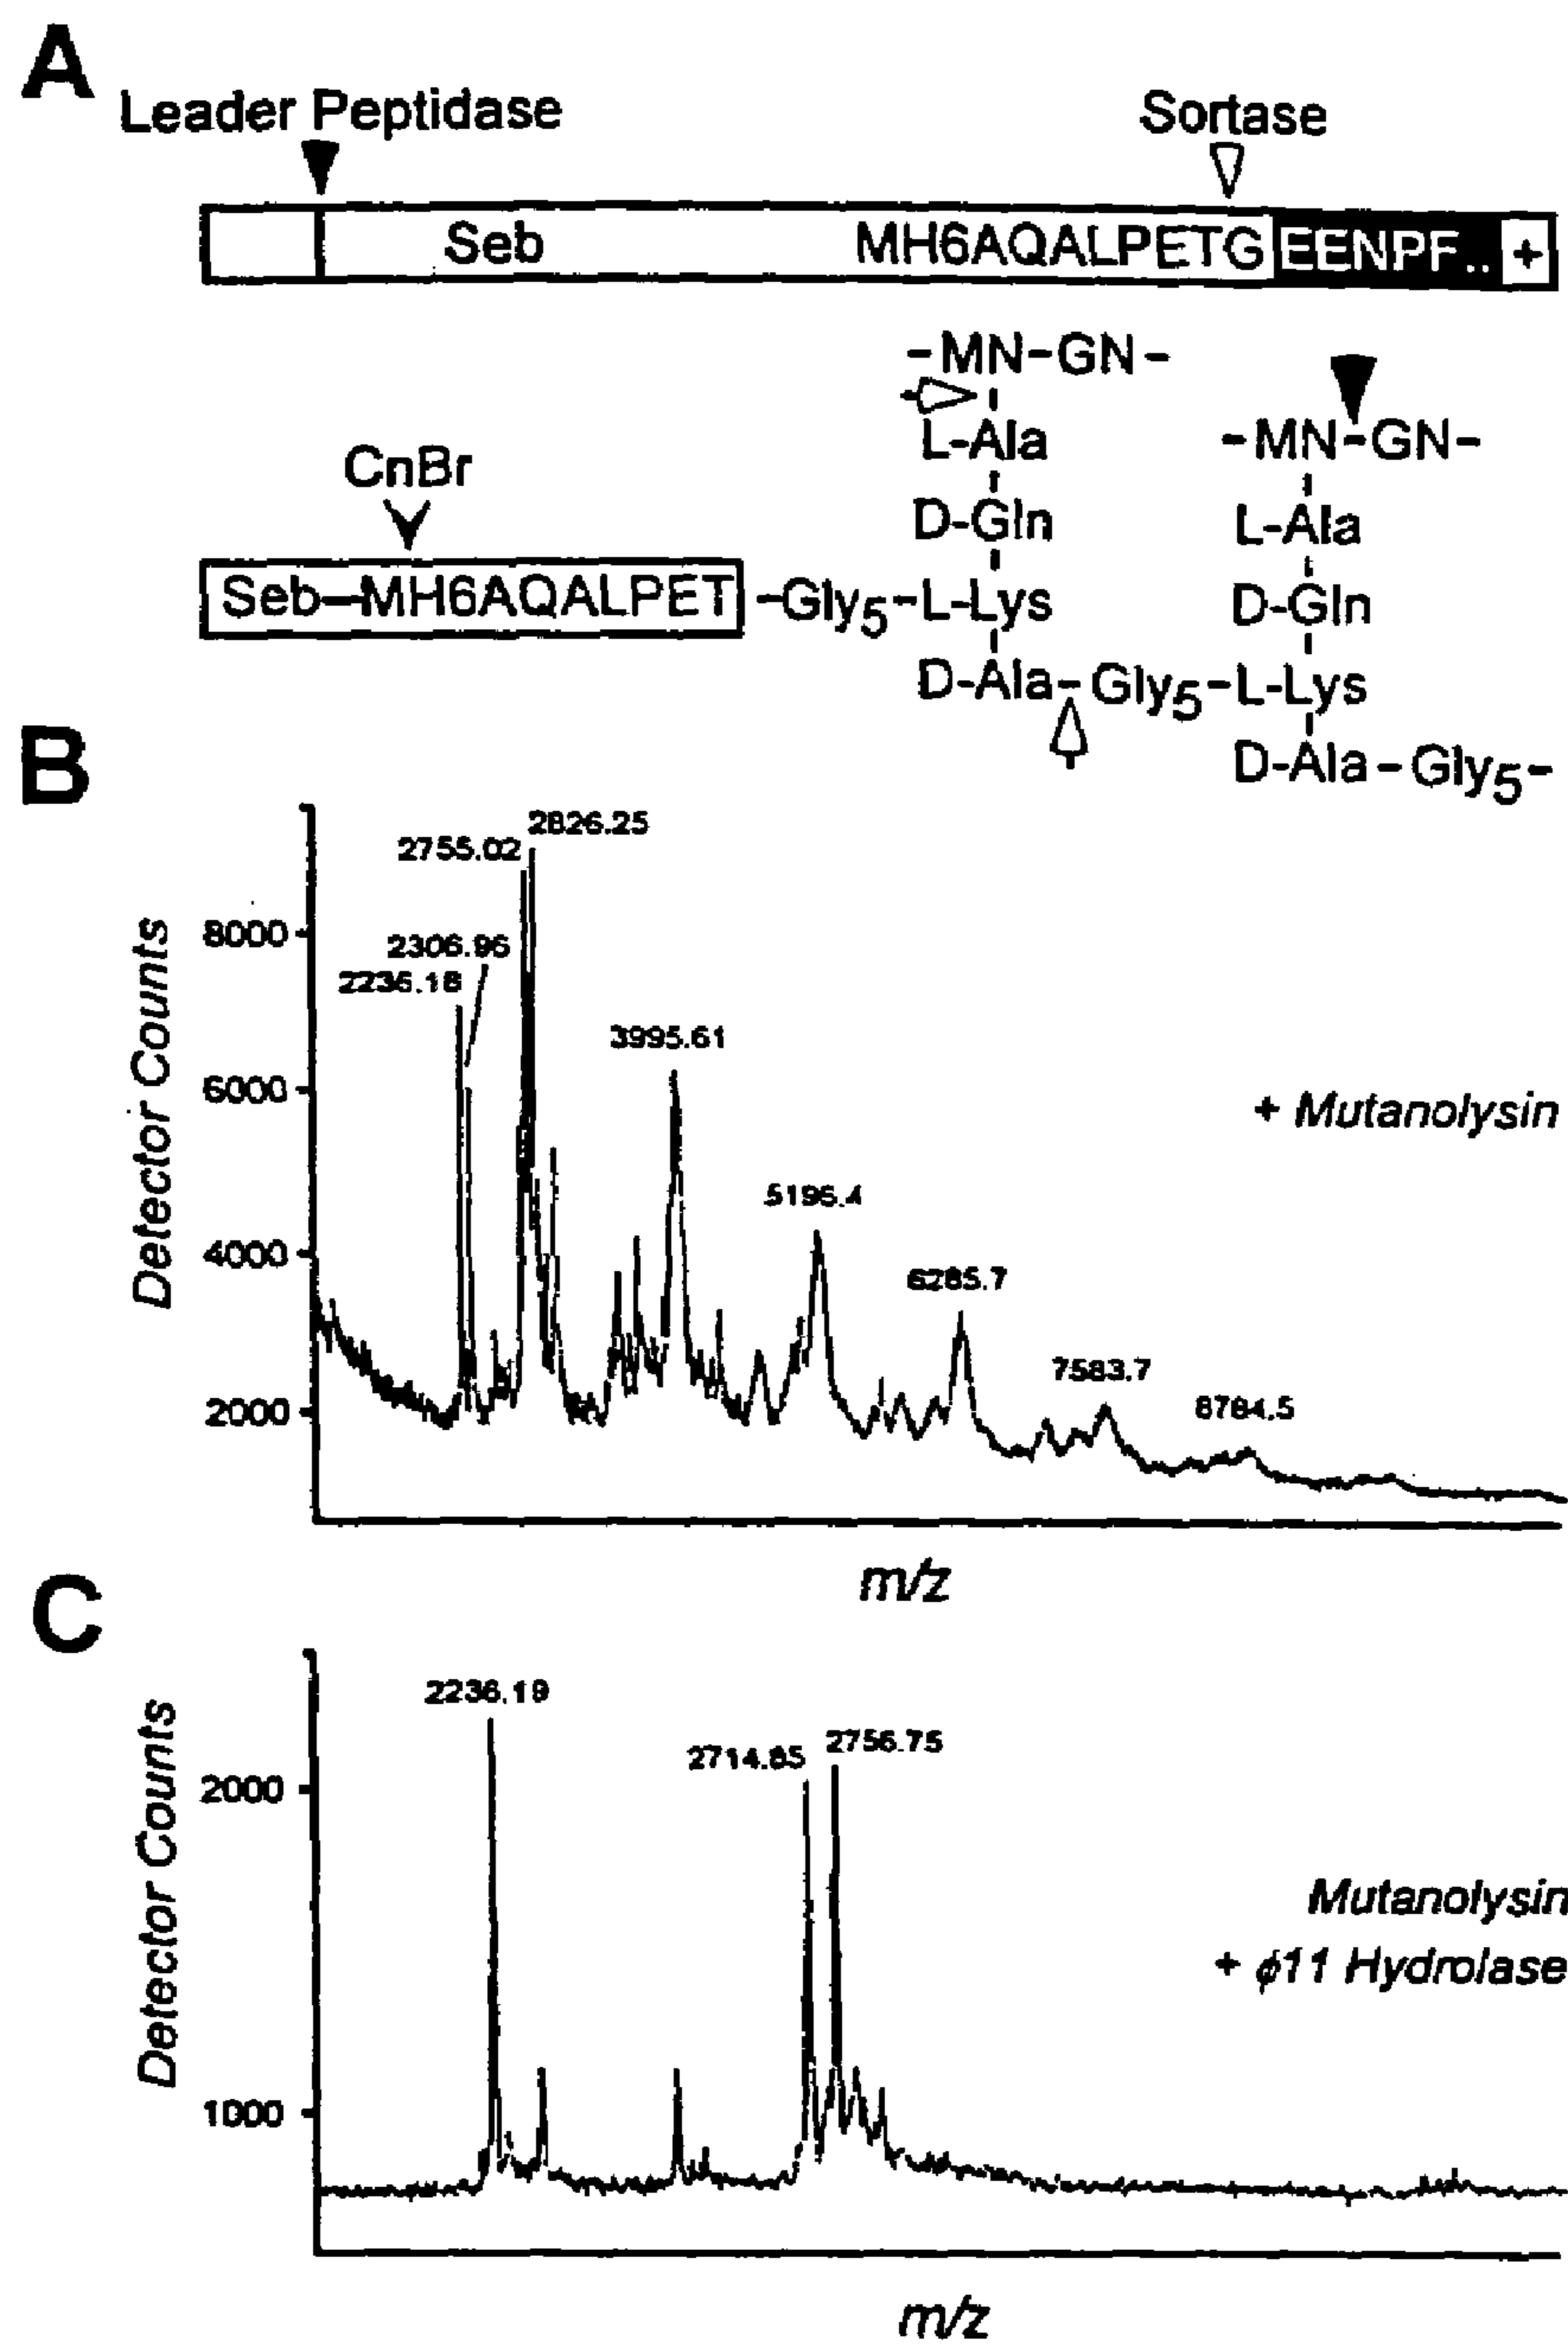 A
Leader Peptidase
Sortase
Seb MH6AQALPETG EENPF.. +
-MN-GN-
L-Ala
-MN-GN-
CnBr
D-Gln
L-Ala
Seb-MH6AQALPET -Gly5-L-Lys
D-Gln
D-Ala-Gly5-L-Lys
D-Ala-Gly5-
B
2826.25
2755.02
8000
2306.96
2236.18
3995.61
6000
+ Mutanolysin
5196.4
4000
6285.7
7583.7
2000
8784.5
Detector Counts
m/z
C
2236.19
2714.85
2756.75
2000
Mutanolysin
+ ϕ11 Hydrolase
1000
Detector Counts
m/z